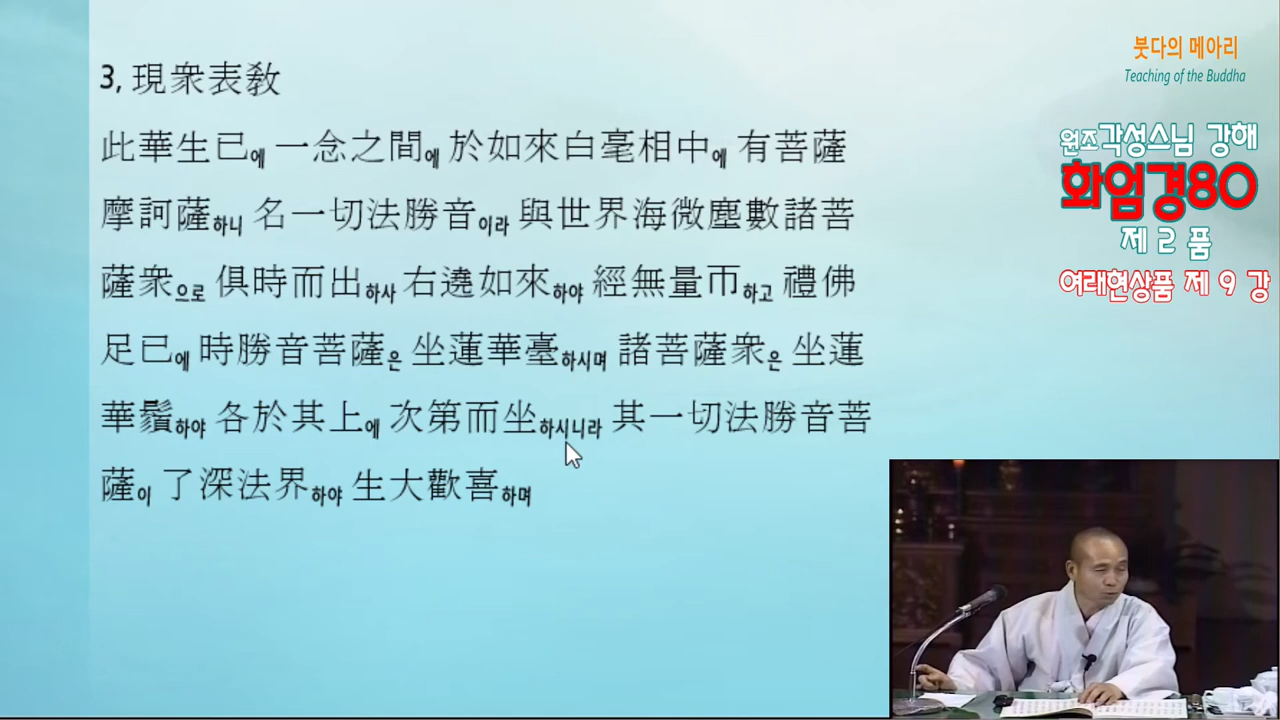 3, 現衆表敎
此華生已에 一念之間에 於如來白毫相中에 有菩薩
摩訶薩하니 名一切法勝音이라 與世界海微塵數諸菩
薩衆으로 俱時而出하사 右遶如來하야 經無量帀하고 禮佛
足已에 時勝音菩薩은 坐蓮華臺하시며 諸菩薩衆은 坐蓮
華鬚하야 各於其上에 次第而坐하시니라 其一切法勝音菩
薩이 了深法界하야 生大歡喜하며
붓다의 메아리
Teaching of the Buddha
원조각성스님 강해
화엄경80
제 2 품
여래현상품 제 9 강